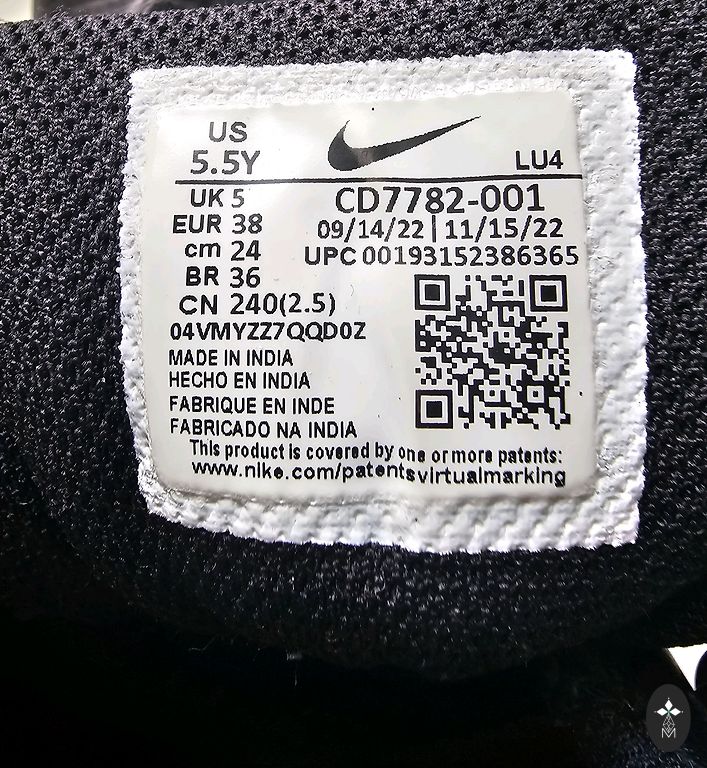 US
5.5Y
LU4
UK 5
EUR 38
cm 24
BR 36
CN 240(2.5)
CD7782-001
09/14/22 | 11/15/22
UPC 00193152386365
04VMYZZ7QQD0Z
MADE IN INDIA
HECHO EN INDIA
FABRIQUE EN INDE
FABRICADO NA INDIA
This product is covered by one or more patents:
www.nike.com/patentsvirtualmarking
M